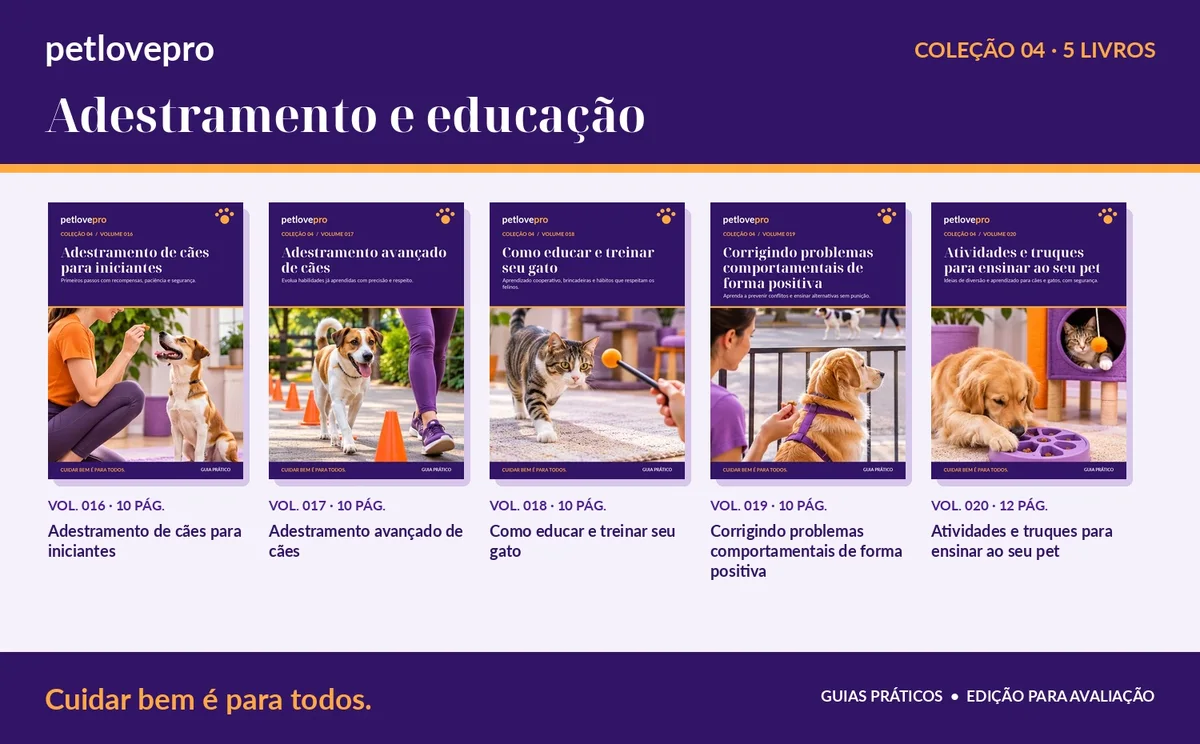 petlovepro
COLEÇÃO 04 · 5 LIVROS
Adestramento e educação
petlovepro
COLEÇÃO 04 / VOLUME 016
Adestramento de cães
para iniciantes
Primeiros passos com recompensas, paciência e segurança.
CUIDAR BEM É PARA TODOS.
GUIA PRÁTICO
VOL. 016 · 10 PÁG.
Adestramento de cães para
iniciantes
petlovepro
COLEÇÃO 04 / VOLUME 017
Adestramento avançado
de cães
Evolua habilidades já aprendidas com precisão e respeito.
CUIDAR BEM É PARA TODOS.
GUIA PRÁTICO
VOL. 017 · 10 PÁG.
Adestramento avançado de
cães
petlovepro
COLEÇÃO 04 / VOLUME 018
Como educar e treinar
seu gato
Aprendizado cooperativo, brincadeiras e hábitos que respeitam os
felinos.
CUIDAR BEM É PARA TODOS.
GUIA PRÁTICO
VOL. 018 · 10 PÁG.
Como educar e treinar seu
gato
petlovepro
COLEÇÃO 04 / VOLUME 019
Corrigindo problemas
comportamentais de
forma positiva
Aprenda a prevenir conflitos e ensinar alternativas sem punição.
CUIDAR BEM É PARA TODOS.
GUIA PRÁTICO
VOL. 019 · 10 PÁG.
Corrigindo problemas
comportamentais de forma
positiva
petlovepro
COLEÇÃO 04 / VOLUME 020
Atividades e truques
para ensinar ao seu pet
Ideias de diversão e aprendizado para cães e gatos, com segurança.
CUIDAR BEM É PARA TODOS.
GUIA PRÁTICO
VOL. 020 · 12 PÁG.
Atividades e truques para
ensinar ao seu pet
Cuidar bem é para todos.
GUIAS PRÁTICOS • EDIÇÃO PARA AVALIAÇÃO